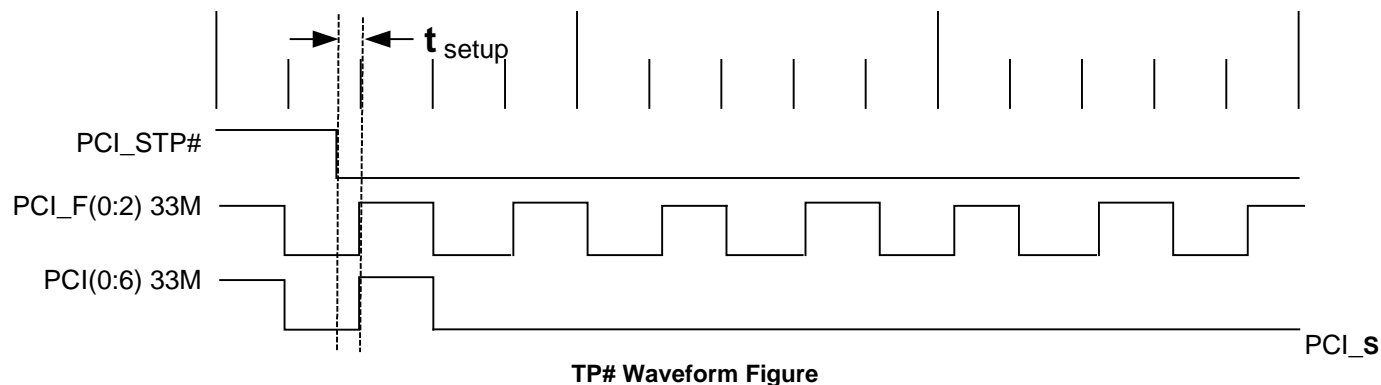 t setup
PCI_STP#
PCI_F(0:2) 33M
PCI(0:6) 33M
PCI_S
TP# Waveform Figure